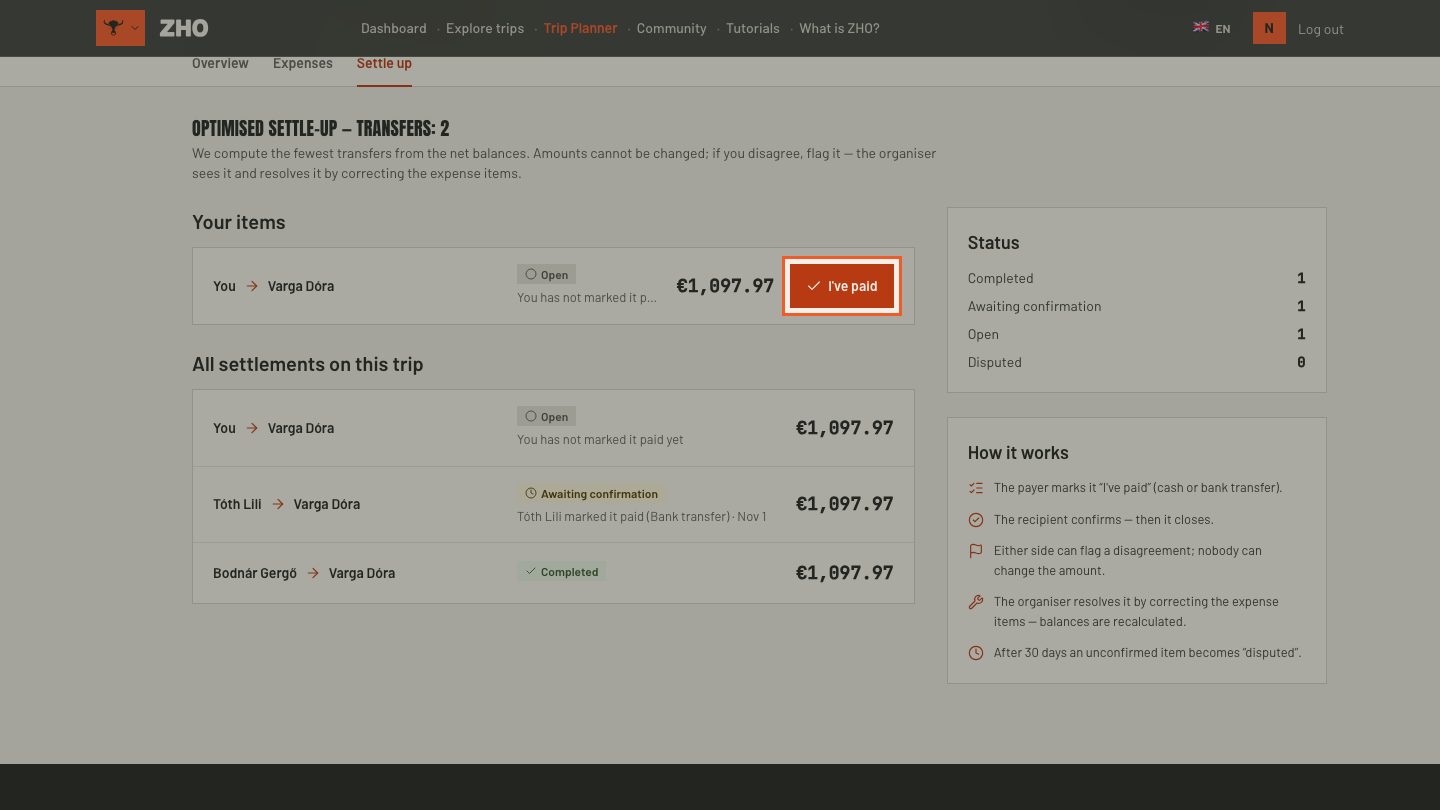 ZHO
Dashboard · Explore trips · Trip Planner · Community · Tutorials · What is ZHO?
EN
N
Log out
Overview
Expenses
Settle up
OPTIMISED SETTLE-UP – TRANSFERS: 2
We compute the fewest transfers from the net balances. Amounts cannot be changed; if you disagree, flag it — the organiser
sees it and resolves it by correcting the expense items.
Your items
You → Varga Dóra
Open
You has not marked it p...
€1,097.97
I've paid
All settlements on this trip
You → Varga Dóra
Open
You has not marked it paid yet
€1,097.97
Tóth Lili → Varga Dóra
Awaiting confirmation
Tóth Lili marked it paid (Bank transfer) · Nov 1
€1,097.97
Bodnár Gergő → Varga Dóra
Completed
€1,097.97
Status
Completed 1
Awaiting confirmation 1
Open 1
Disputed 0
How it works
The payer marks it “I've paid” (cash or bank transfer).
The recipient confirms — then it closes.
Either side can flag a disagreement; nobody can
change the amount.
The organiser resolves it by correcting the expense
items — balances are recalculated.
After 30 days an unconfirmed item becomes “disputed”.